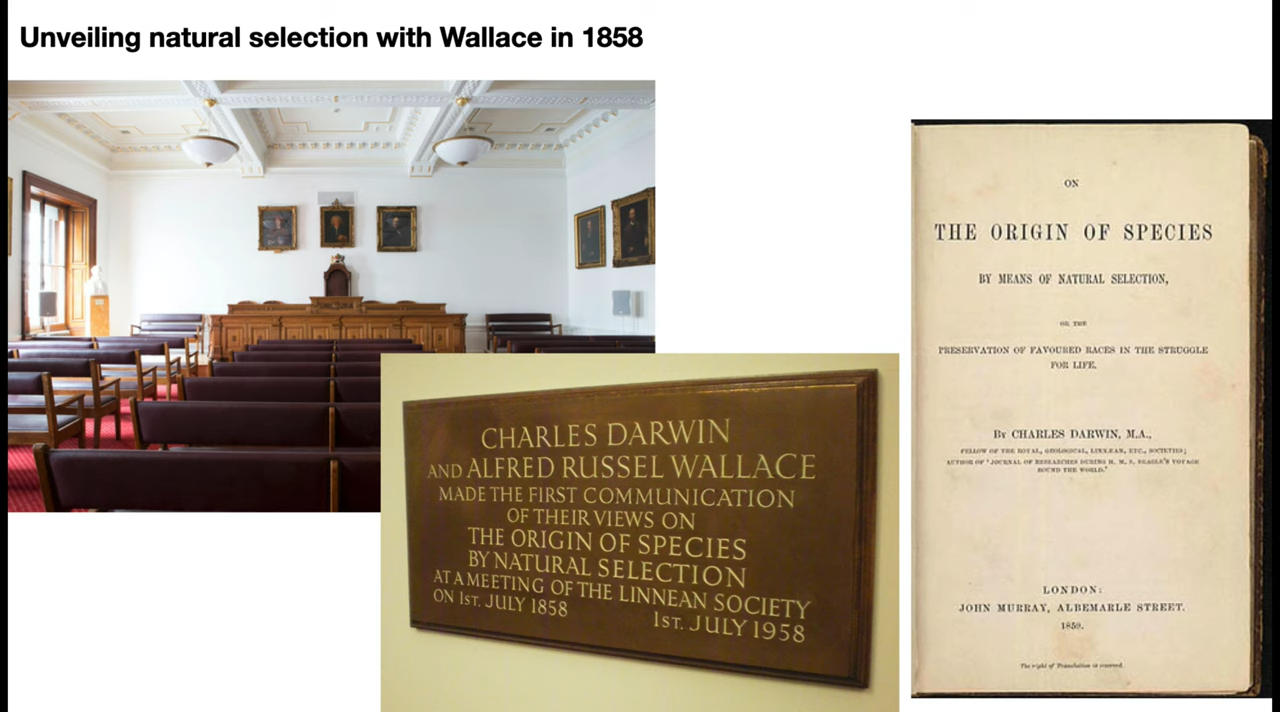 Unveiling natural selection with Wallace in 1858
CHARLES DARWIN
AND ALFRED RUSSEL WALLACE
MADE THE FIRST COMMUNICATION
OF THEIR VIEWS ON
THE ORIGIN OF SPECIES
BY NATURAL SELECTION
AT A MEETING OF THE LINNEAN SOCIETY
ON 1ST. JULY 1858
1ST. JULY 1958
ON
THE ORIGIN OF SPECIES
BY MEANS OF NATURAL SELECTION,
OR THE
PRESERVATION OF FAVOURED RACES IN THE STRUGGLE
FOR LIFE.
BY CHARLES DARWIN, M.A.,
FELLOW OF THE ROYAL, GEOLOGICAL, LINNÆAN, ETC., SOCIETIES;
AUTHOR OF 'JOURNAL OF RESEARCHES DURING H. M. S. BEAGLE'S VOYAGE
ROUND THE WORLD.'
LONDON:
JOHN MURRAY, ALBEMARLE STREET.
1859.
The right of Translation is reserved.